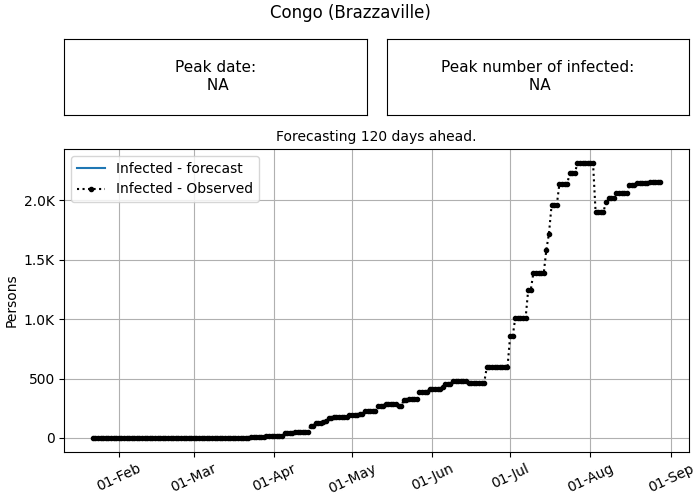 Congo (Brazzaville)
Peak date:
NA
Peak number of infected:
NA
Forecasting 120 days ahead.
Infected - forecast
Infected - Observed
2.0K
1.5K
1.0K
500
0
Persons
01-Feb
01-Mar
01-Apr
01-May
01-Jun
01-Jul
01-Aug
01-Sep